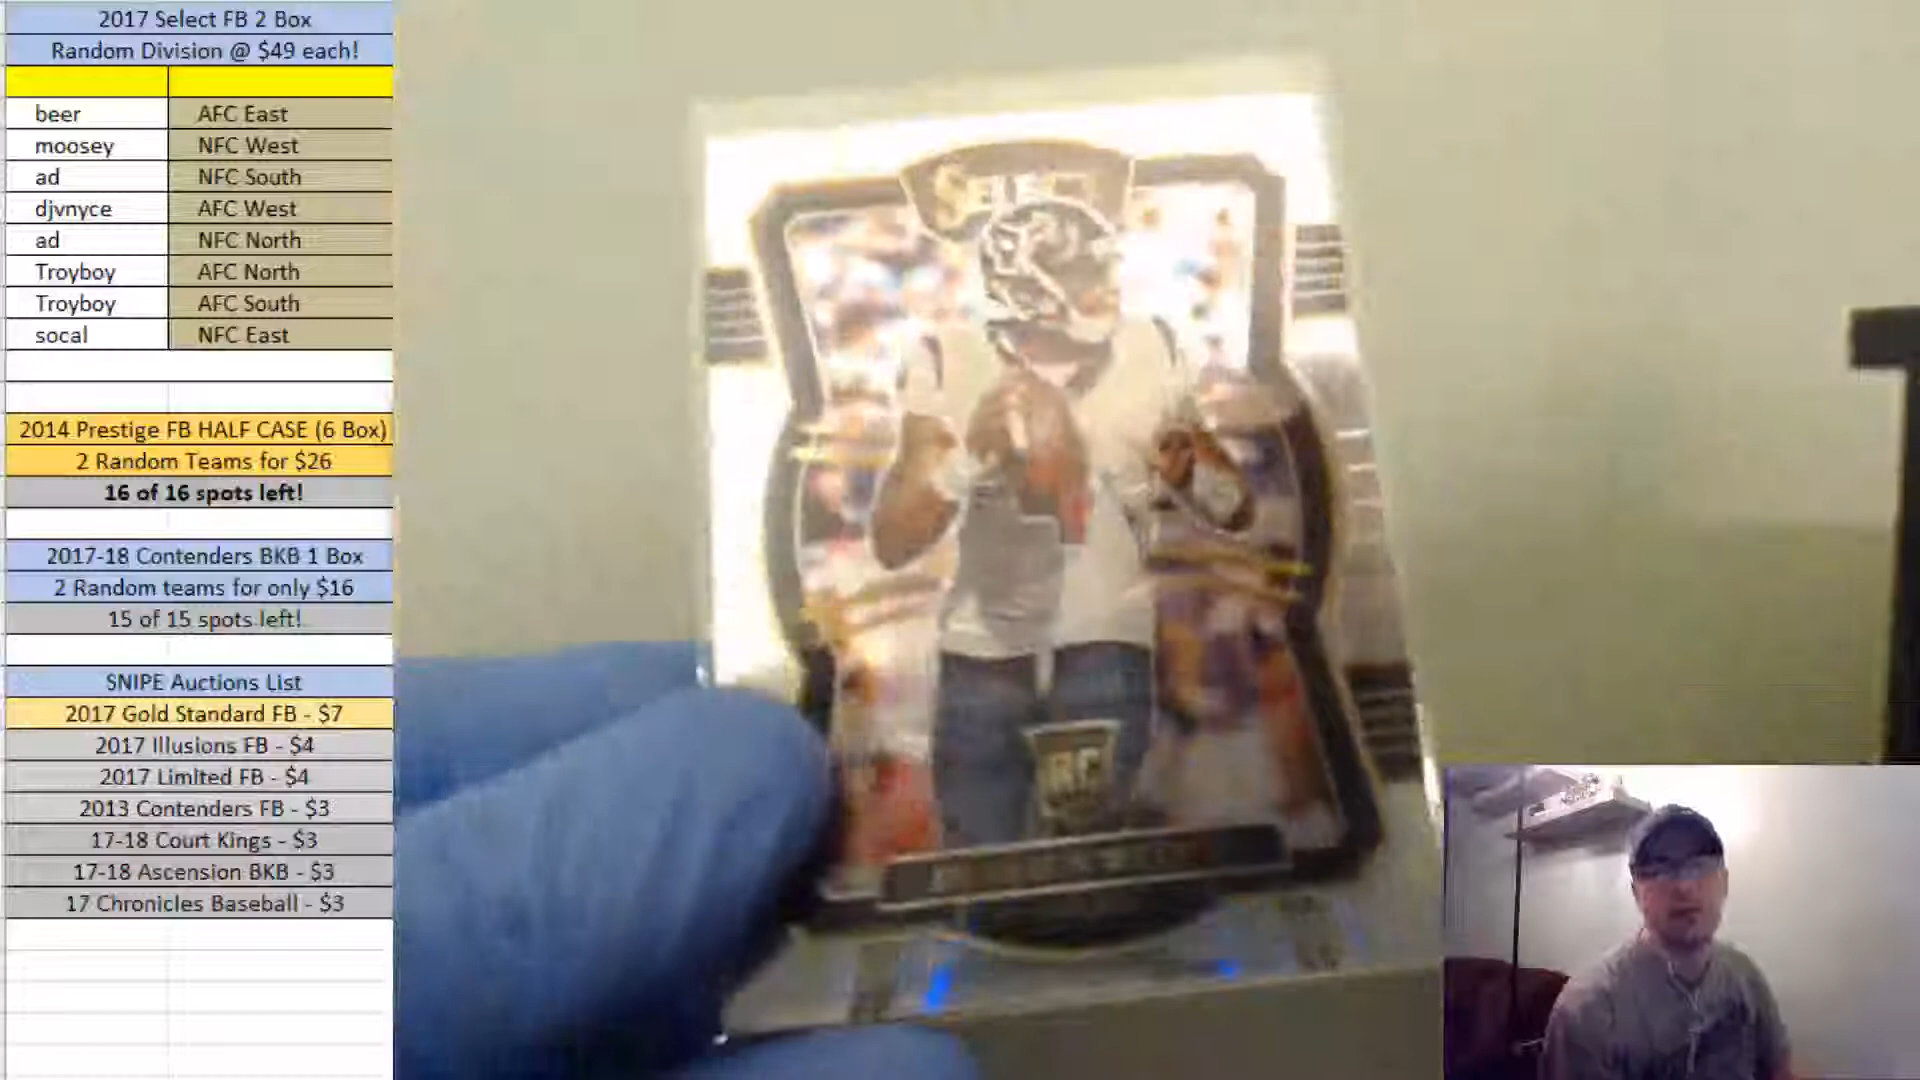 2017 Select FB 2 Box
Random Division @ $49 each!
beer AFC East
moosey NFC West
ad NFC South
djvnyce AFC West
ad NFC North
Troyboy AFC North
Troyboy AFC South
socal NFC East
2014 Prestige FB HALF CASE (6 Box)
2 Random Teams for $26
16 of 16 spots left!
2017-18 Contenders BKB 1 Box
2 Random teams for only $16
15 of 15 spots left!
SNIPE Auctions List
2017 Gold Standard FB - $7
2017 Illusions FB - $4
2017 Limited FB - $4
2013 Contenders FB - $3
17-18 Court Kings - $3
17-18 Ascension BKB - $3
17 Chronicles Baseball - $3
SELECT
RC